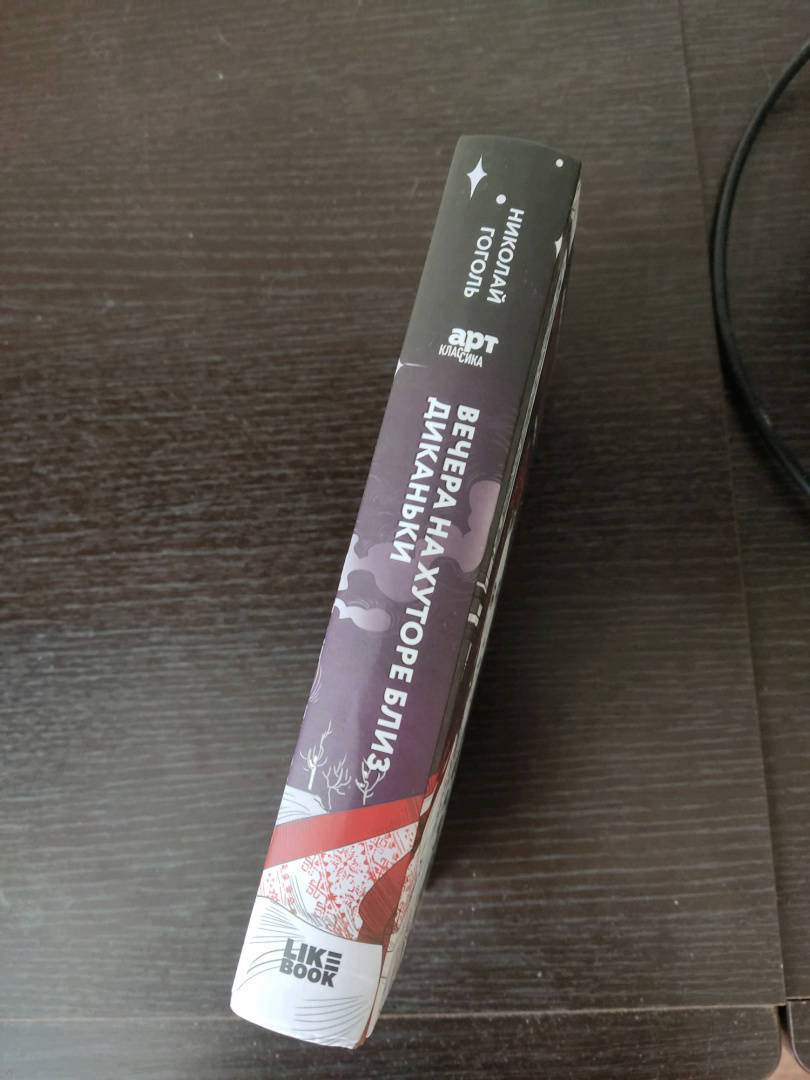 НИКОЛАЙ
ГОГОЛЬ
арт
КЛАССИКА
ВЕЧЕРА НА ХУТОРЕ БЛИЗ
ДИКАНЬКИ
LIKE
BOOK